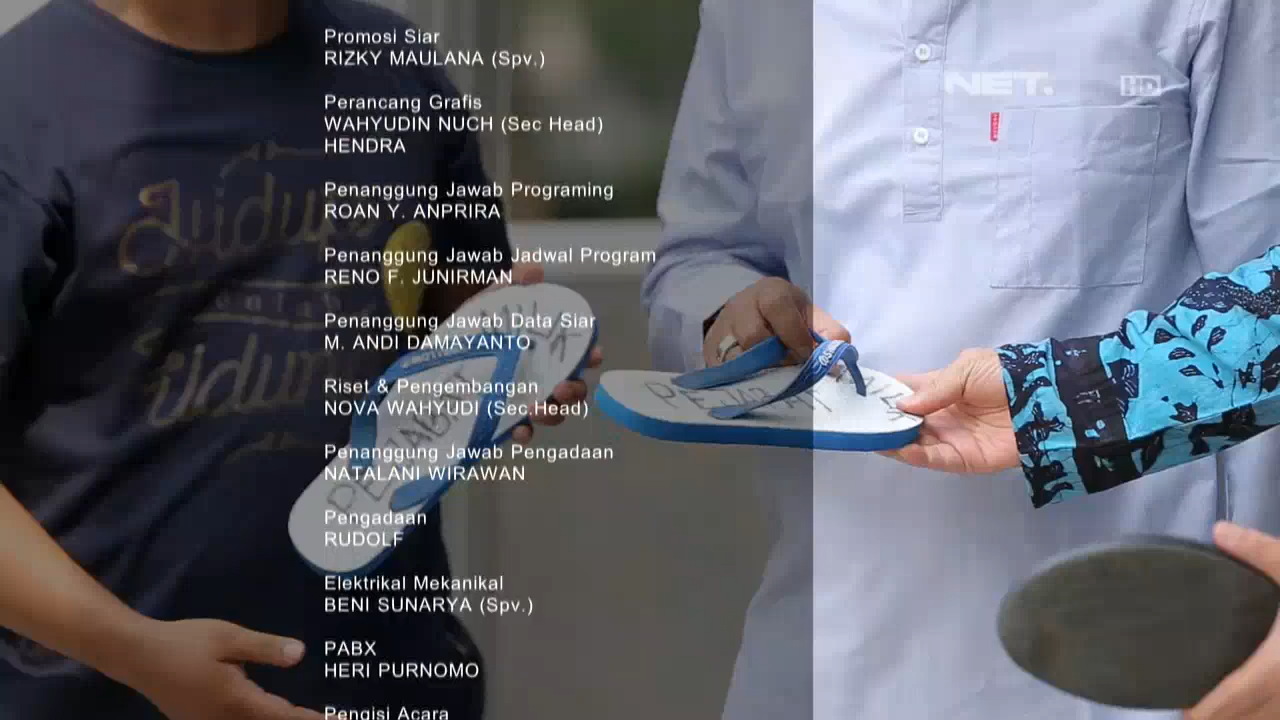 Promosi Siar
RIZKY MAULANA (Spv.)
Perancang Grafis
WAHYUDIN NUCH (Sec Head)
HENDRA
Penanggung Jawab Programing
ROAN Y. ANPRIRA
Penanggung Jawab Jadwal Program
RENO F. JUNIRMAN
Penanggung Jawab Data Siar
M. ANDI DAMAYANTO
Riset & Pengembangan
NOVA WAHYUDI (Sec.Head)
Penanggung Jawab Pengadaan
NATALANI WIRAWAN
Pengadaan
RUDOLF
Elektrikal Mekanikal
BENI SUNARYA (Spv.)
PABX
HERI PURNOMO
Pengisi Acara
NET.
HD
PEJABAT